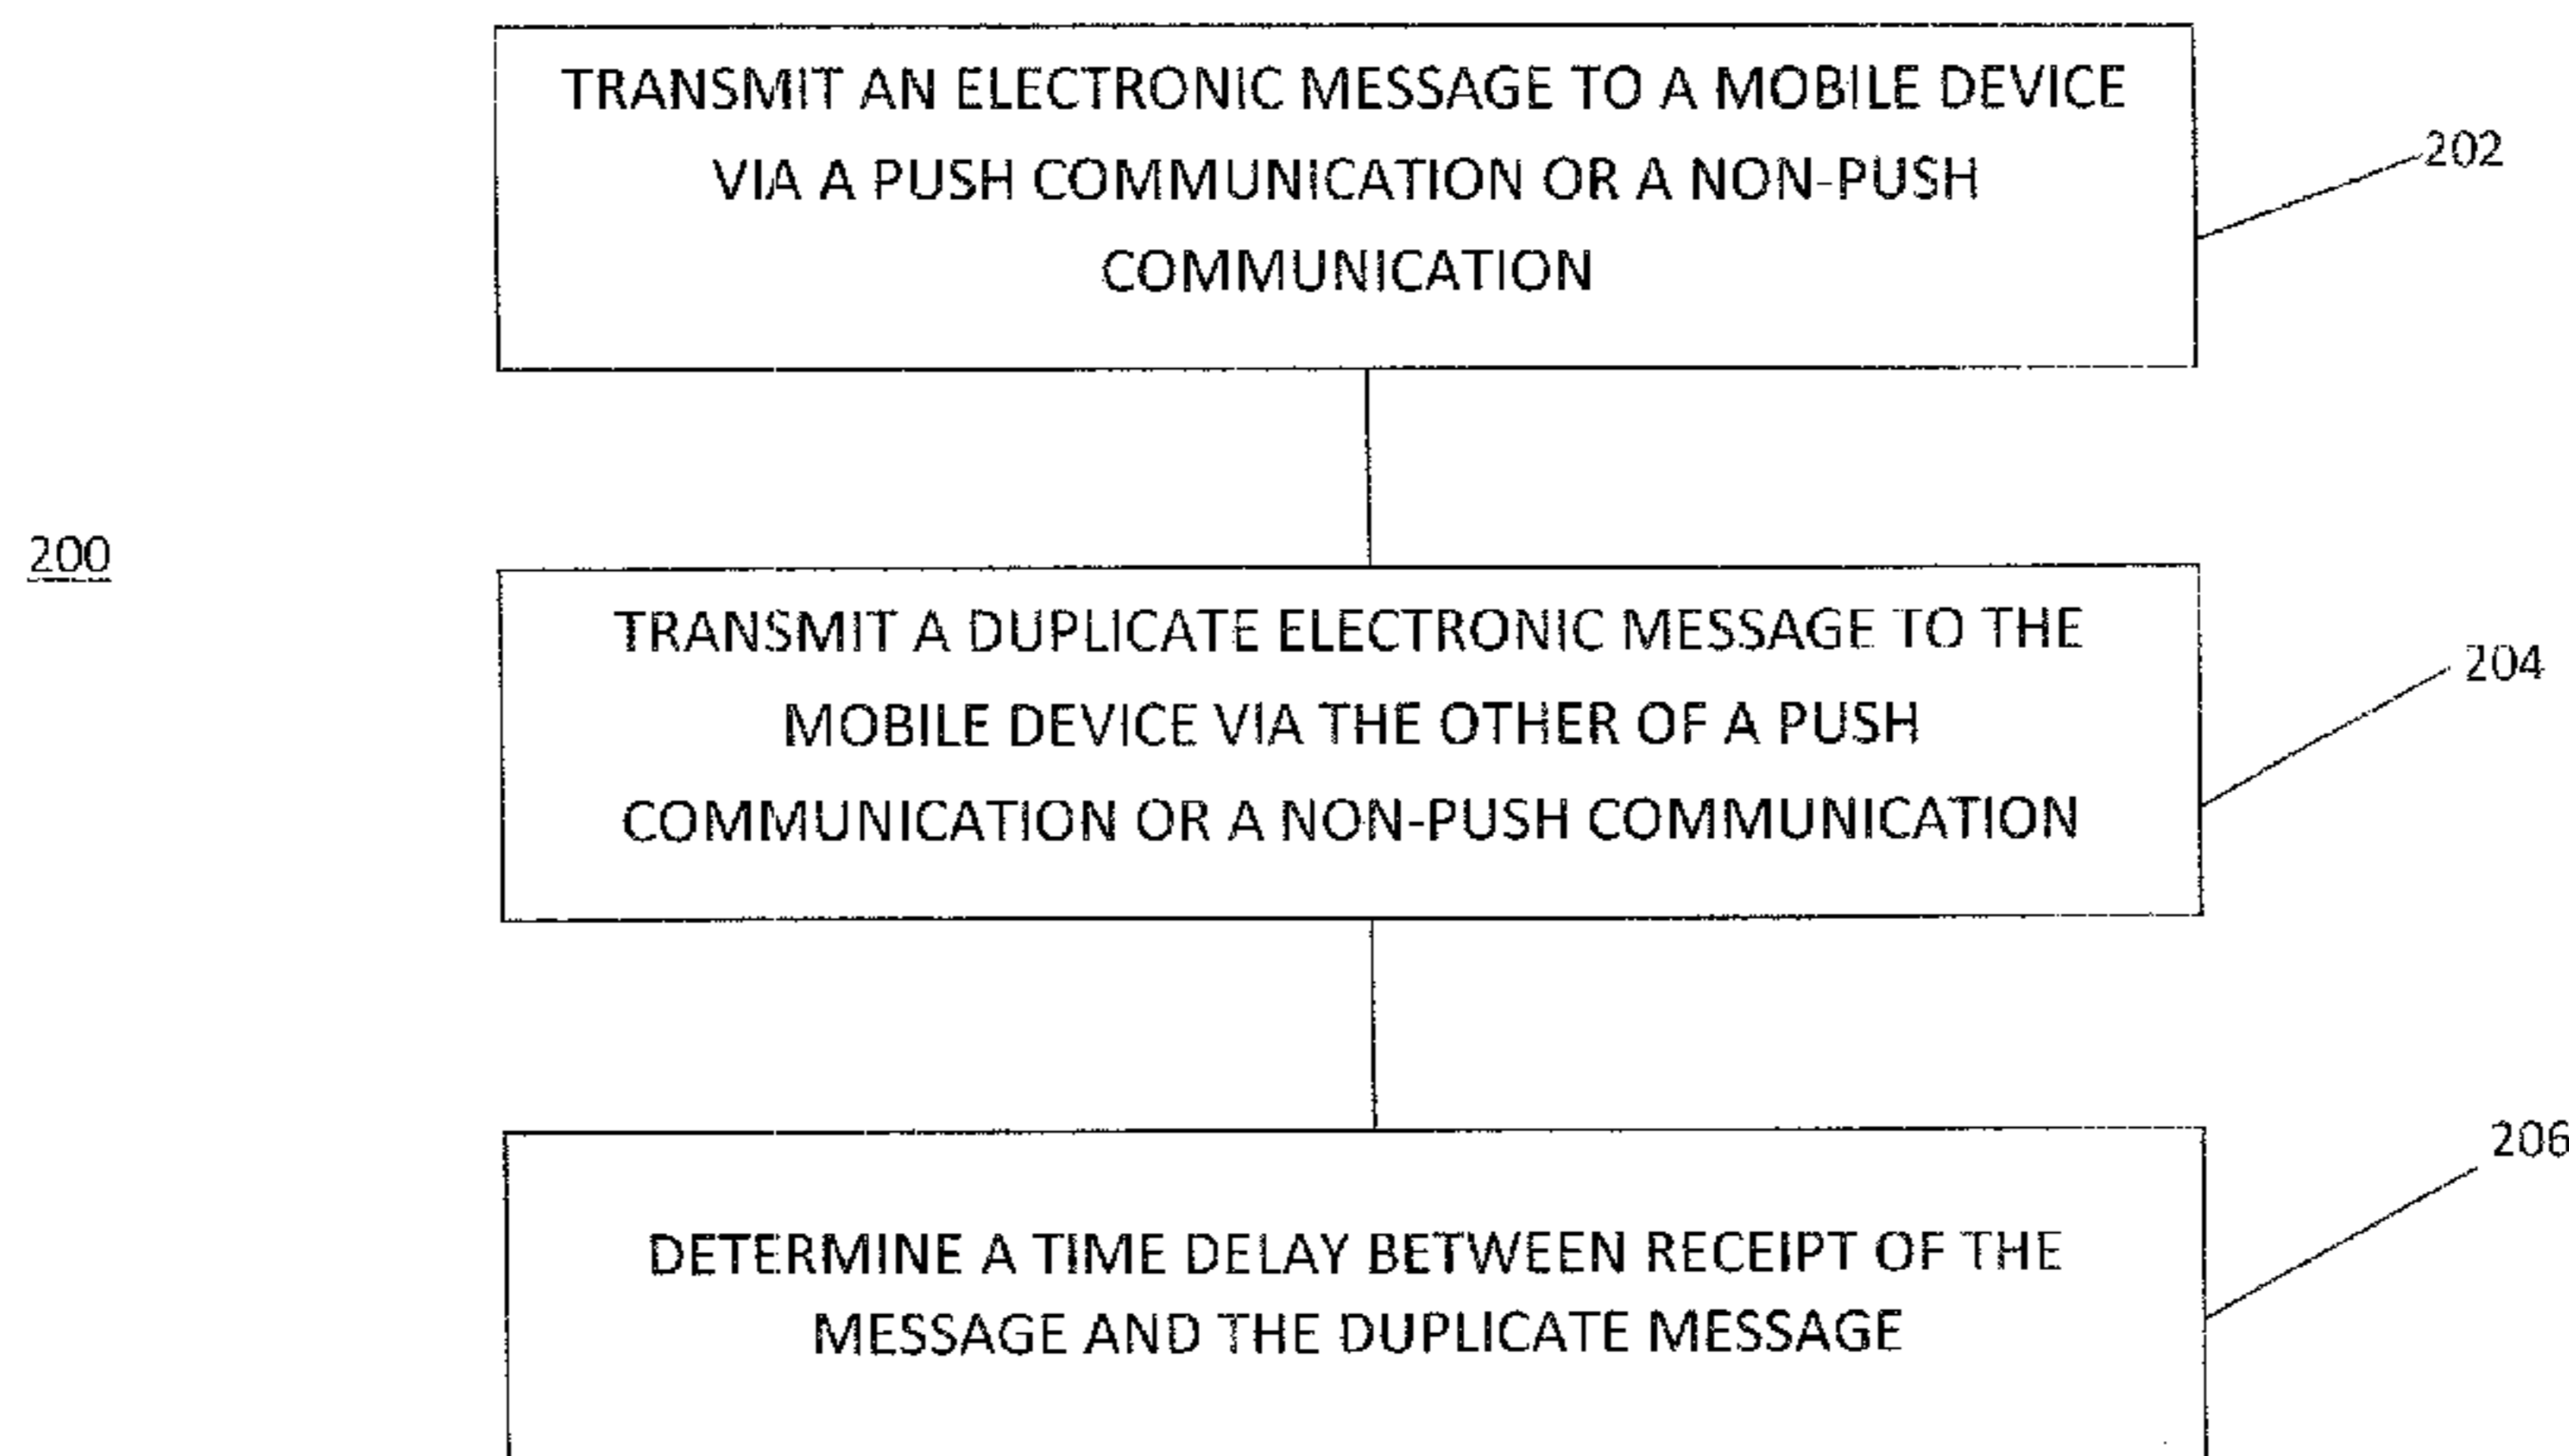 TRANSMIT AN ELECTRONIC MESSAGE TO A MOBILE DEVICE
VIA A PUSH COMMUNICATION OR A NON-PUSH
COMMUNICATION
202
200
TRANSMIT A DUPLICATE ELECTRONIC MESSAGE TO THE
MOBILE DEVICE VIA THE OTHER OF A PUSH
COMMUNICATION OR A NON-PUSH COMMUNICATION
204
DETERMINE A TIME DELAY BETWEEN RECEIPT OF THE
MESSAGE AND THE DUPLICATE MESSAGE
206